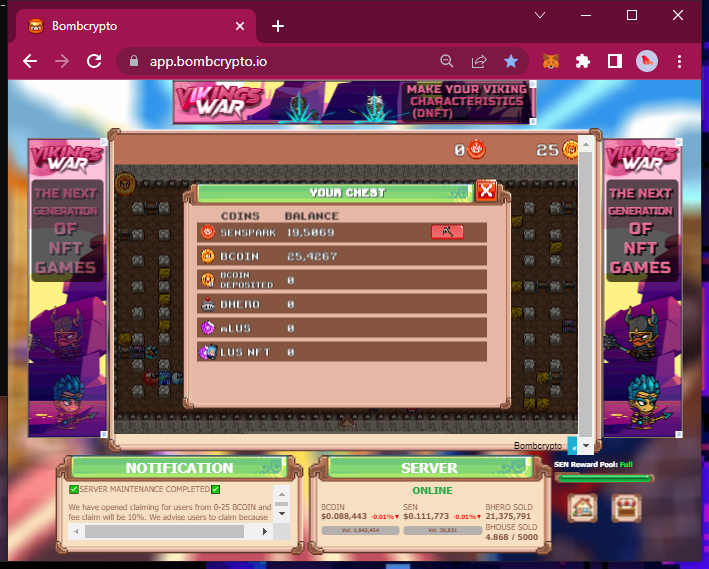 Bombcrypto
app.bombcrypto.io
VIKINGS WAR
MAKE YOUR VIKING
CHARACTERISTICS
(DNFT)
VIKINGS
WAR
THE NEXT
GENERATION
OF
NFT
GAMES
0
25
YOUR CHEST
COINS BALANCE
SENSPARK 19,5069
BCOIN 25,4267
BCOIN
DEPOSITED 0
BHERO 0
mLUS 0
LUS NFT 0
VIKINGS
WAR
THE NEXT
GENERATION
OF
NFT
GAMES
Bombcrypto
NOTIFICATION
✅SERVER MAINTENANCE COMPLETED✅
We have opened claiming for users from 0-25 BCOIN and
fee claim will be 10%. We advise users to claim because
SERVER
ONLINE
BCOIN
$0.088,443 -0.01%▼
Vol. 1,943,454
SEN
$0.111,773 -0.01%▼
BHERO SOLD
21,375,791
BHOUSE SOLD
4.868 / 5000
SEN Reward Pool: Full